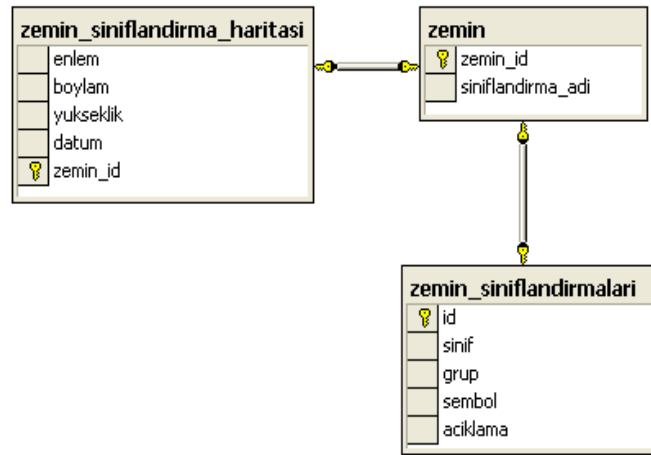 zemin_siniflandirma_haritasi
enlem
boylam
yukseklik
datum
zemin_id
zemin
zemin_id
siniflandirma_adi
zemin_siniflandirmalari
id
sinif
grup
sembol
aciklama